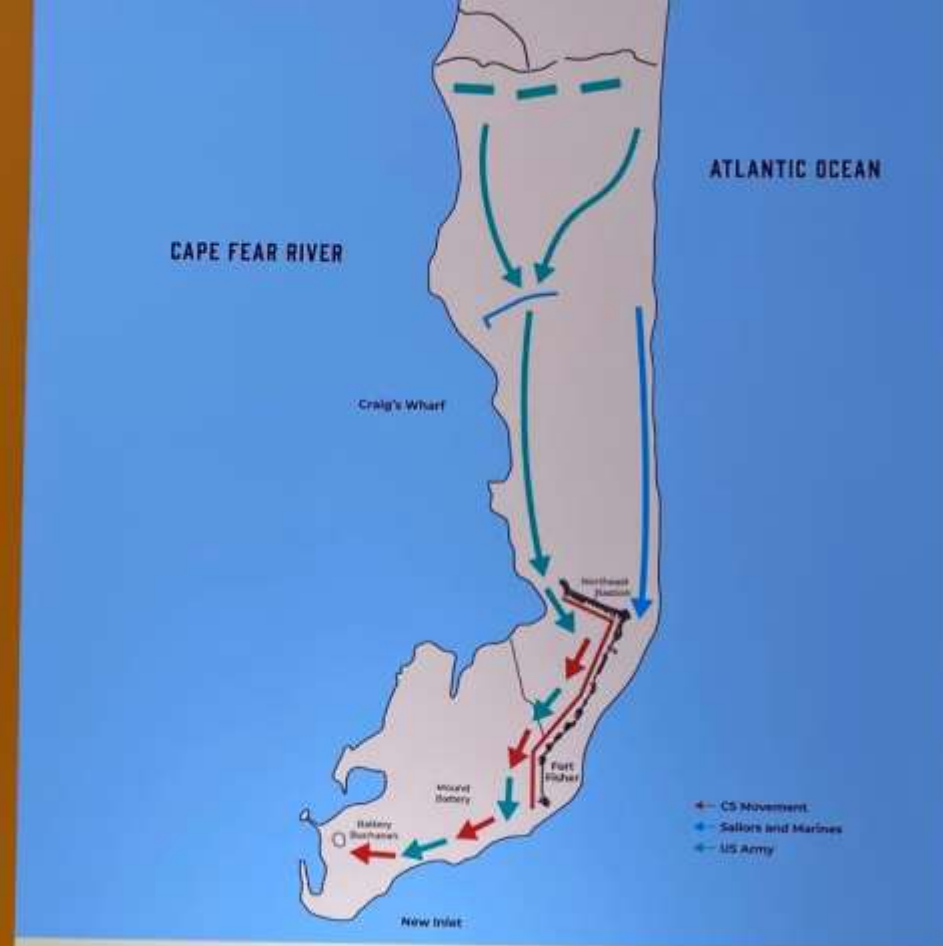 ATLANTIC OCEAN
CAPE FEAR RIVER
Craig's Wharf
Northeast
Bastion
Fort
Fisher
Mound
Battery
Battery
Buchanan
CS Movement
Sailors and Marines
US Army
New Inlet